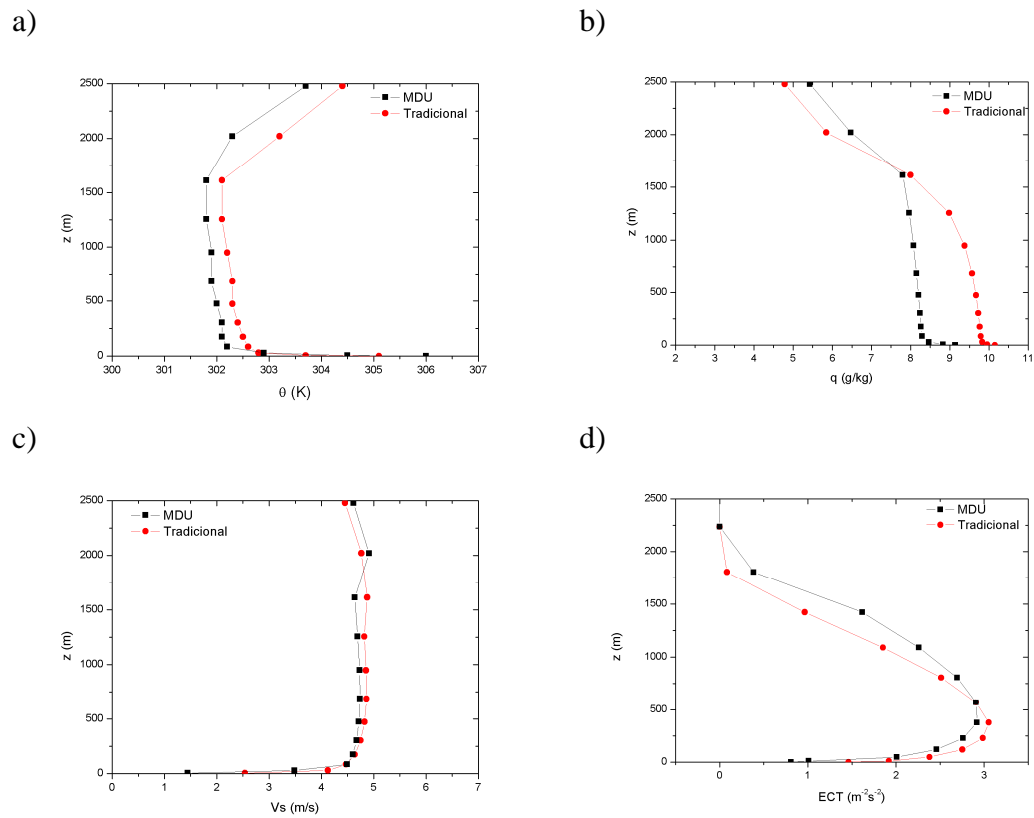 a)
2500
2000
1500
1000
500
0
z (m)
300 301 302 303 304 305 306 307
θ (K)
MDU
Tradicional
b)
2500
2000
1500
1000
500
0
z (m)
2 3 4 5 6 7 8 9 10 11
q (g/kg)
MDU
Tradicional
c)
2500
2000
1500
1000
500
0
z (m)
0 1 2 3 4 5 6 7
Vs (m/s)
MDU
Tradicional
d)
2500
2000
1500
1000
500
0
z (m)
0 1 2 3
ECT (m⁻²s⁻²)
MDU
Tradicional